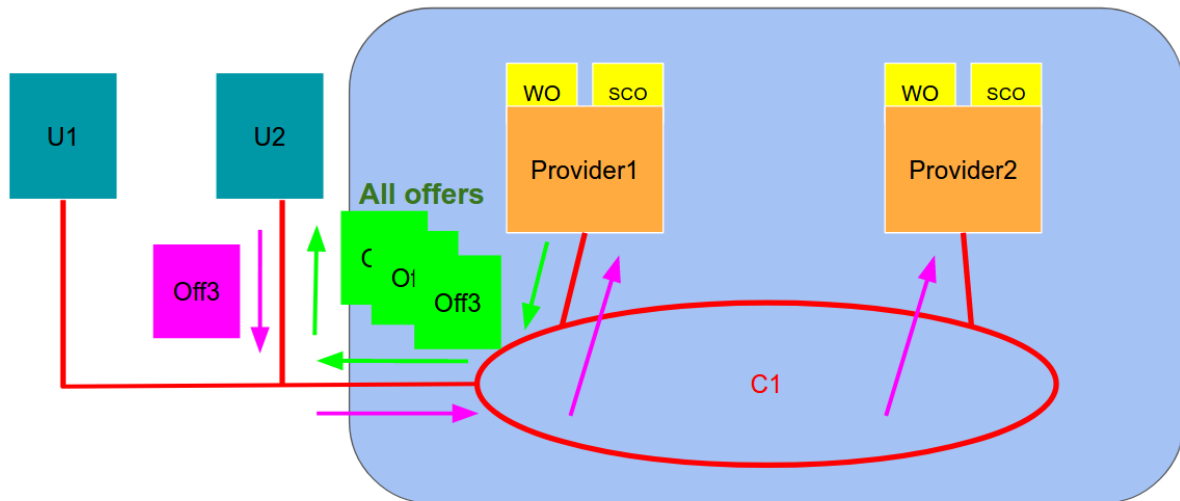 U1
U2
WO
SCO
Provider1
WO
SCO
Provider2
All offers
Off3
Off3
C1